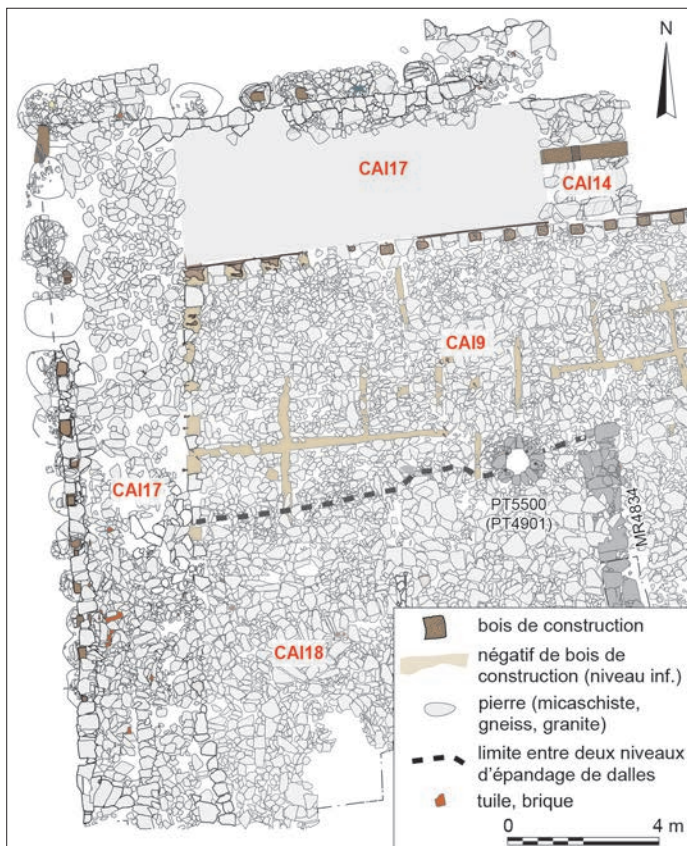 N
CAI17
CAI14
CAI9
CAI17
PT5500
(PT4901)
MR4834
CAI18
bois de construction
négatif de bois de
construction (niveau inf.)
pierre (micaschiste,
gneiss, granite)
limite entre deux niveaux
d'épandage de dalles
tuile, brique
0 4 m